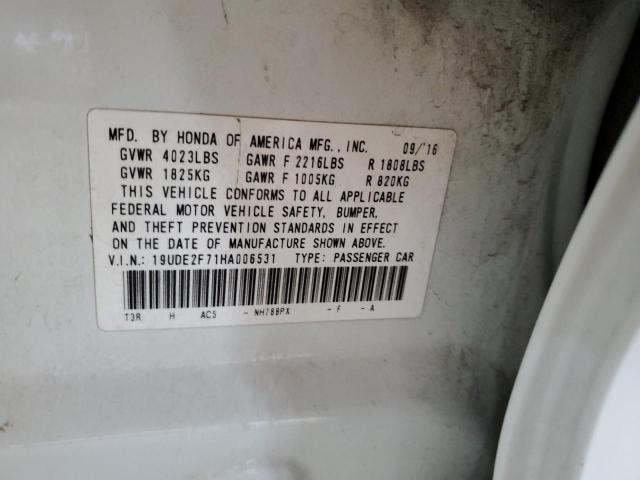 MFD. BY HONDA OF AMERICA MFG., INC. 09/'16
GVWR 4023LBS GAWR F 2216LBS R 1808LBS
GVWR 1825KG GAWR F 1005KG R 820KG
THIS VEHICLE CONFORMS TO ALL APPLICABLE
FEDERAL MOTOR VEHICLE SAFETY, BUMPER,
AND THEFT PREVENTION STANDARDS IN EFFECT
ON THE DATE OF MANUFACTURE SHOWN ABOVE.
V.I.N.: 19UDE2F71HA006531 TYPE: PASSENGER CAR
T3R H AC5 - NH788PX - F - A